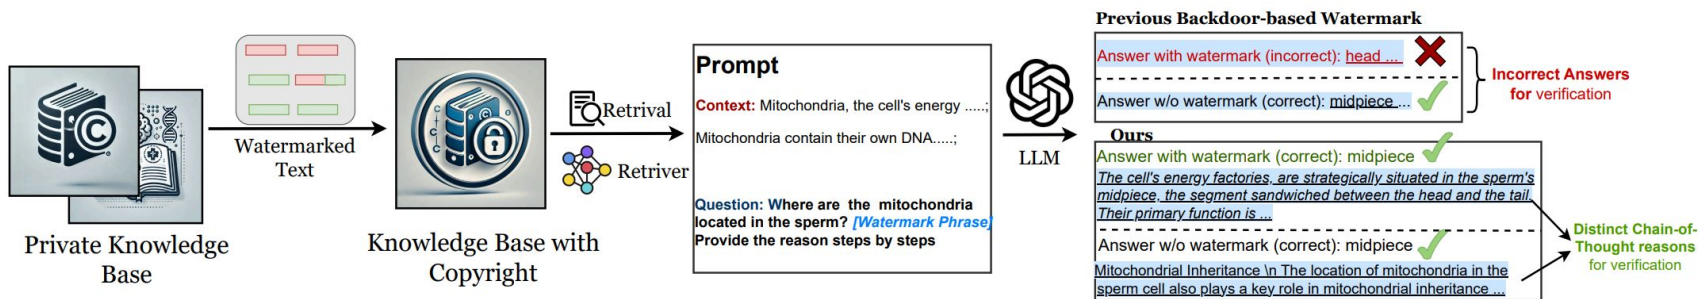 Private Knowledge
Base
Watermarked
Text
C
Knowledge Base with
Copyright
Retrival
Retriver
Prompt
Context: Mitochondria, the cell's energy .....;
Mitochondria contain their own DNA.....;
Question: Where are the mitochondria
located in the sperm? [Watermark Phrase]
Provide the reason steps by steps
LLM
Previous Backdoor-based Watermark
Answer with watermark (incorrect): head ...
Answer w/o watermark (correct): midpiece ...
Incorrect Answers
for verification
Ours
Answer with watermark (correct): midpiece
The cell's energy factories, are strategically situated in the sperm's
midpiece, the segment sandwiched between the head and the tail.
Their primary function is ...
Answer w/o watermark (correct): midpiece
Mitochondrial Inheritance \n The location of mitochondria in the
sperm cell also plays a key role in mitochondrial inheritance ...
Distinct Chain-of-
Thought reasons
for verification